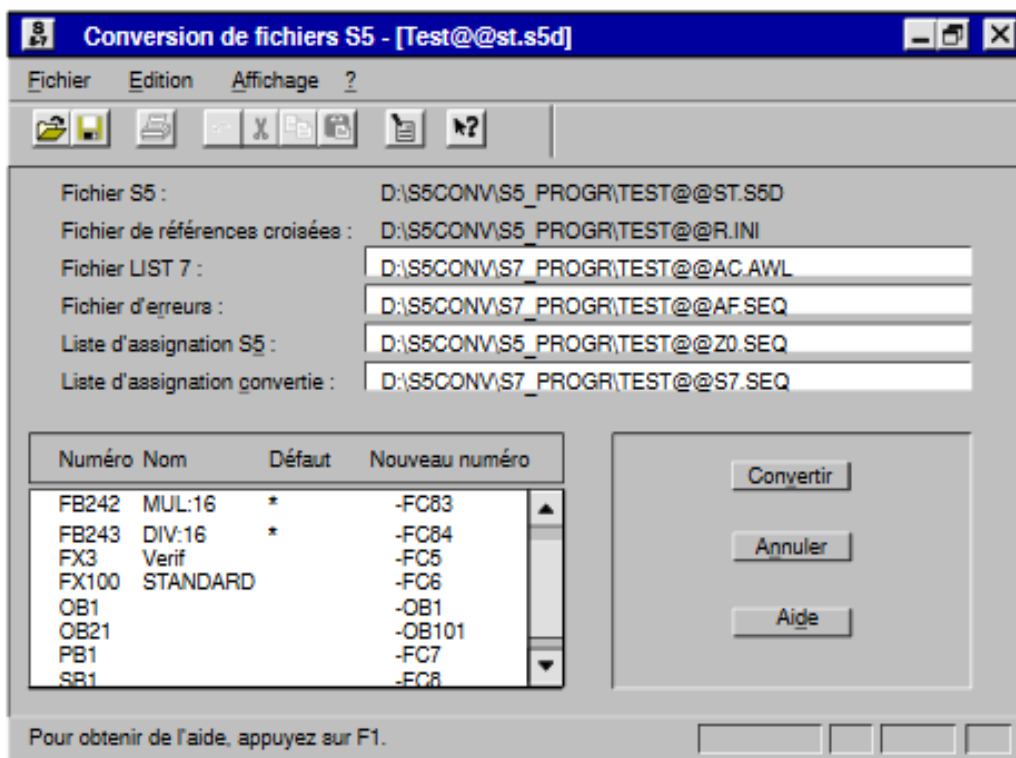 Conversion de fichiers S5 - [Test@@st.s5d]
Fichier Edition Affichage ?
Fichier S5 : D:\S5CONV\S5_PROGR\TEST@@ST.S5D
Fichier de références croisées : D:\S5CONV\S5_PROGR\TEST@@R.INI
Fichier LIST 7 : D:\S5CONV\S7_PROGR\TEST@@AC.AWL
Fichier d'erreurs : D:\S5CONV\S7_PROGR\TEST@@AF.SEQ
Liste d'assignation S5 : D:\S5CONV\S5_PROGR\TEST@@Z0.SEQ
Liste d'assignation convertie : D:\S5CONV\S7_PROGR\TEST@@S7.SEQ
Numéro Nom Défaut Nouveau numéro
FB242 MUL:16 * -FC83
FB243 DIV:16 * -FC84
FX3 Verif -FC5
FX100 STANDARD -FC6
OB1 -OB1
OB21 -OB101
PB1 -FC7
SB1 -FC8
Convertir
Annuler
Aide
Pour obtenir de l'aide, appuyez sur F1.